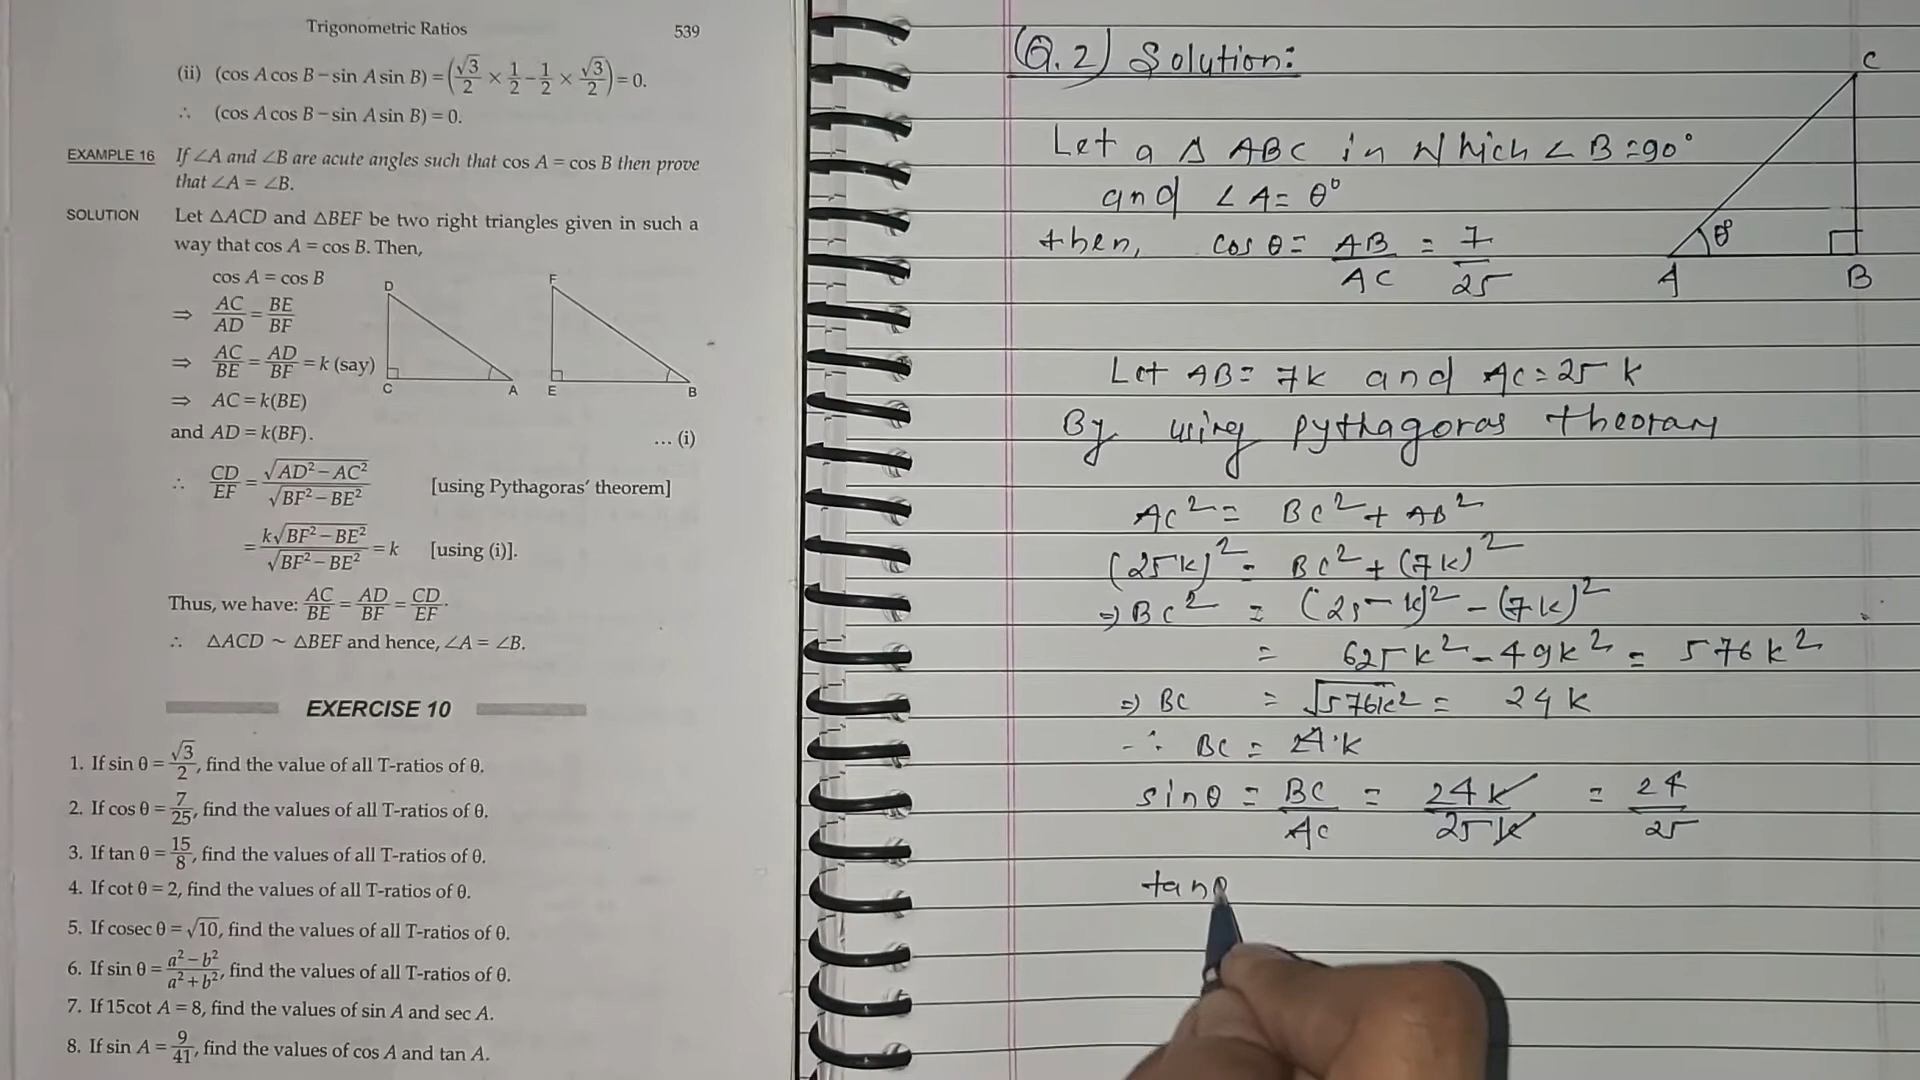 Trigonometric Ratios 539
(ii) (cos A cos B – sin A sin B) = (√3/2 × 1/2 – 1/2 × √3/2) = 0.
∴ (cos A cos B – sin A sin B) = 0.
EXAMPLE 16 If ∠A and ∠B are acute angles such that cos A = cos B then prove
that ∠A = ∠B.
SOLUTION Let △ACD and △BEF be two right triangles given in such a
way that cos A = cos B. Then,
cos A = cos B
⇒ AC/AD = BE/BF
⇒ AC/BE = AD/BF = k (say)
⇒ AC = k(BE)
and AD = k(BF). ... (i)
D
C
A
F
E
B
∴ CD/EF = √(AD² – AC²)/√(BF² – BE²) [using Pythagoras' theorem]
= k√(BF² – BE²)/√(BF² – BE²) = k [using (i)].
Thus, we have: AC/BE = AD/BF = CD/EF.
∴ △ACD ~ △BEF and hence, ∠A = ∠B.
EXERCISE 10
1. If sin θ = √3/2, find the value of all T-ratios of θ.
2. If cos θ = 7/25, find the values of all T-ratios of θ.
3. If tan θ = 15/8, find the values of all T-ratios of θ.
4. If cot θ = 2, find the values of all T-ratios of θ.
5. If cosec θ = √10, find the values of all T-ratios of θ.
6. If sin θ = (a² – b²)/(a² + b²), find the values of all T-ratios of θ.
7. If 15cot A = 8, find the values of sin A and sec A.
8. If sin A = 9/41, find the values of cos A and tan A.
(Q.2) Solution:
Let a △ ABC in which ∠B=90°
and ∠A= θ°
then, cos θ = AB/AC = 7/25
C
θ°
A
B
Let AB= 7k and AC=25k
By using pythagoras theoram
AC² = BC² + AB²
(25k)² = BC² + (7k)²
⇒ BC² = (25k)² – (7k)²
= 625k² – 49k² = 576k²
⇒ BC = √576k² = 24k
∴ BC = 24k
sinθ = BC/AC = 24k/25k = 24/25
tanθ